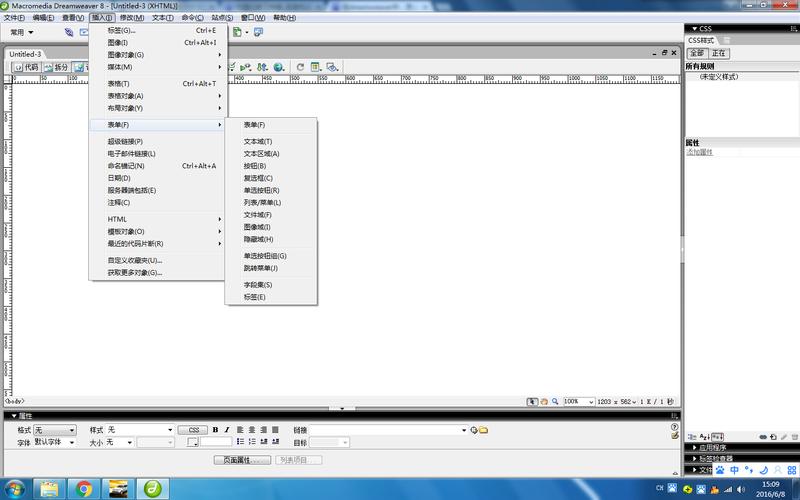 Macromedia Dreamweaver 8 - [Untitled-3 (XHTML)]
文件(F) 编辑(E) 查看(V) 插入(I) 修改(M) 文本(T) 命令(C) 站点(S) 窗口(W) 帮助(H)
常用
Untitled-3
代码 拆分
标签(G)... Ctrl+E
图像(I) Ctrl+Alt+I
图像对象(G)
媒体(M)
表格(T) Ctrl+Alt+T
表格对象(A)
布局对象(Y)
表单(F)
超级链接(P)
电子邮件链接(L)
命名锚记(N) Ctrl+Alt+A
日期(D)
服务器端包括(E)
注释(C)
HTML
模板对象(O)
最近的代码片断(R)
自定义收藏夹(U)...
获取更多对象(G)...
表单(F)
文本域(T)
文本区域(A)
按钮(B)
复选框(C)
单选按钮(R)
列表/菜单(L)
文件域(F)
图像域(I)
隐藏域(H)
单选按钮组(G)
跳转菜单(J)
字段集(S)
标签(E)
CSS
CSS样式
全部 正在
所有规则
(未定义样式)
属性
添加属性
<body>
100% 1203 x 562 1 K / 1 秒
属性
格式 无 样式 无 CSS B I 链接
字体 默认字体 大小 无 目标
页面属性... 列表项目...
应用程序
标签检查器
文件
中
CH
15:09
2016/6/8